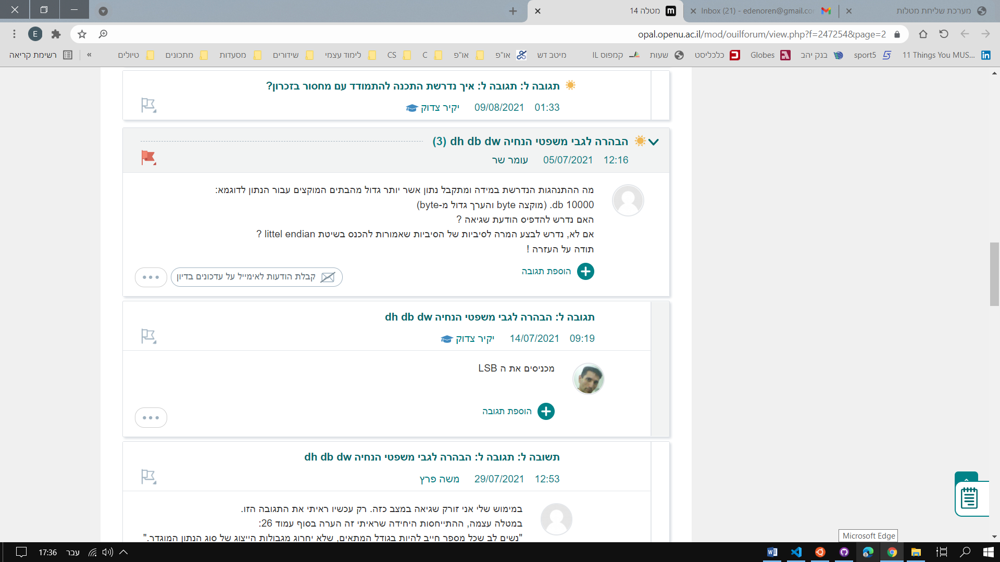 מערכת שליחת מטלות
Inbox (21) - edenoren@gmail.co
מטלה 14
opal.openu.ac.il/mod/ouilforum/view.php?f=247254&page=2
E
11 Things You MUS...
sport5
בנק יהב
Globes
כלכליסט
שעות
קמפוס IL
מיטב דש
או"פ
או"פ
C
CS
לימוד עצמי
שידורים
מסעדות
מתכונים
טיולים
»
רשימת קריאה
תגובה ל: תגובה ל: איך נדרשת התכנה להתמודד עם מחסור בזכרון?
01:33 09/08/2021 יקיר צדוק
הבהרה לגבי משפטי הנחיה dh db dw (3)
12:16 05/07/2021 עומר שר
מה ההתנהגות הנדרשת במידה ומתקבל נתון אשר יותר גדול מהבתים המוקצים עבור הנתון לדוגמא:
db 10000. (מוקצה byte והערך גדול מ-byte)
האם נדרש להדפיס הודעת שגיאה ?
אם לא, נדרש לבצע המרה לסיביות של הסיביות שאמורות להכנס בשיטת littel endian ?
תודה על העזרה !
הוספת תגובה
קבלת הודעות לאימייל על עדכונים בדיון
תגובה ל: הבהרה לגבי משפטי הנחיה dh db dw
09:19 14/07/2021 יקיר צדוק
מכניסים את ה LSB
הוספת תגובה
תשובה ל: תגובה ל: הבהרה לגבי משפטי הנחיה dh db dw
12:53 29/07/2021 משה פרץ
במימוש שלי אני זורק שגיאה במצב כזה. רק עכשיו ראיתי את התגובה הזו.
במטלה עצמה, ההתייחסות היחידה שראיתי זה הערה בסוף עמוד 26:
"נשים לב שכל מספר חייב להיות בגודל המתאים, שלא יחרוג מגבולות הייצוג של סוג הנתון המוגדר."
Microsoft Edge
עבר
17:36